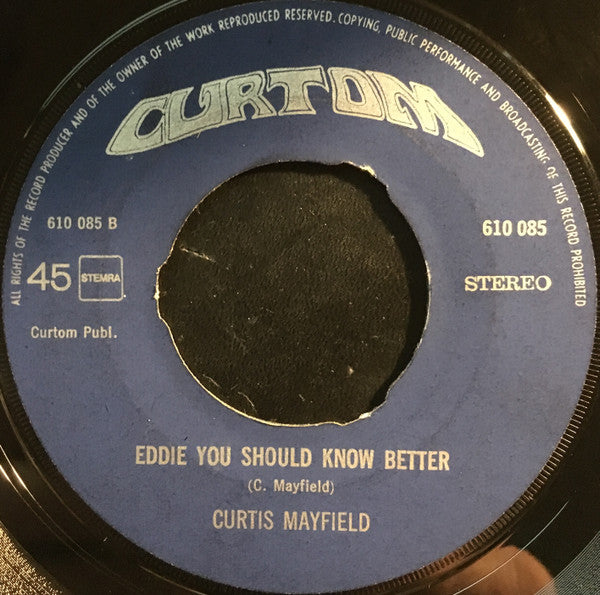 ALL RIGHTS OF THE RECORD PRODUCER AND OF THE OWNER OF THE WORK REPRODUCED RESERVED. COPYING, PUBLIC PERFORMANCE AND BROADCASTING OF THIS RECORD PROHIBITED
CURTOM
610 085 B
610 085
45 STEMRA
STEREO
Curtom Publ.
EDDIE YOU SHOULD KNOW BETTER
(C. Mayfield)
CURTIS MAYFIELD